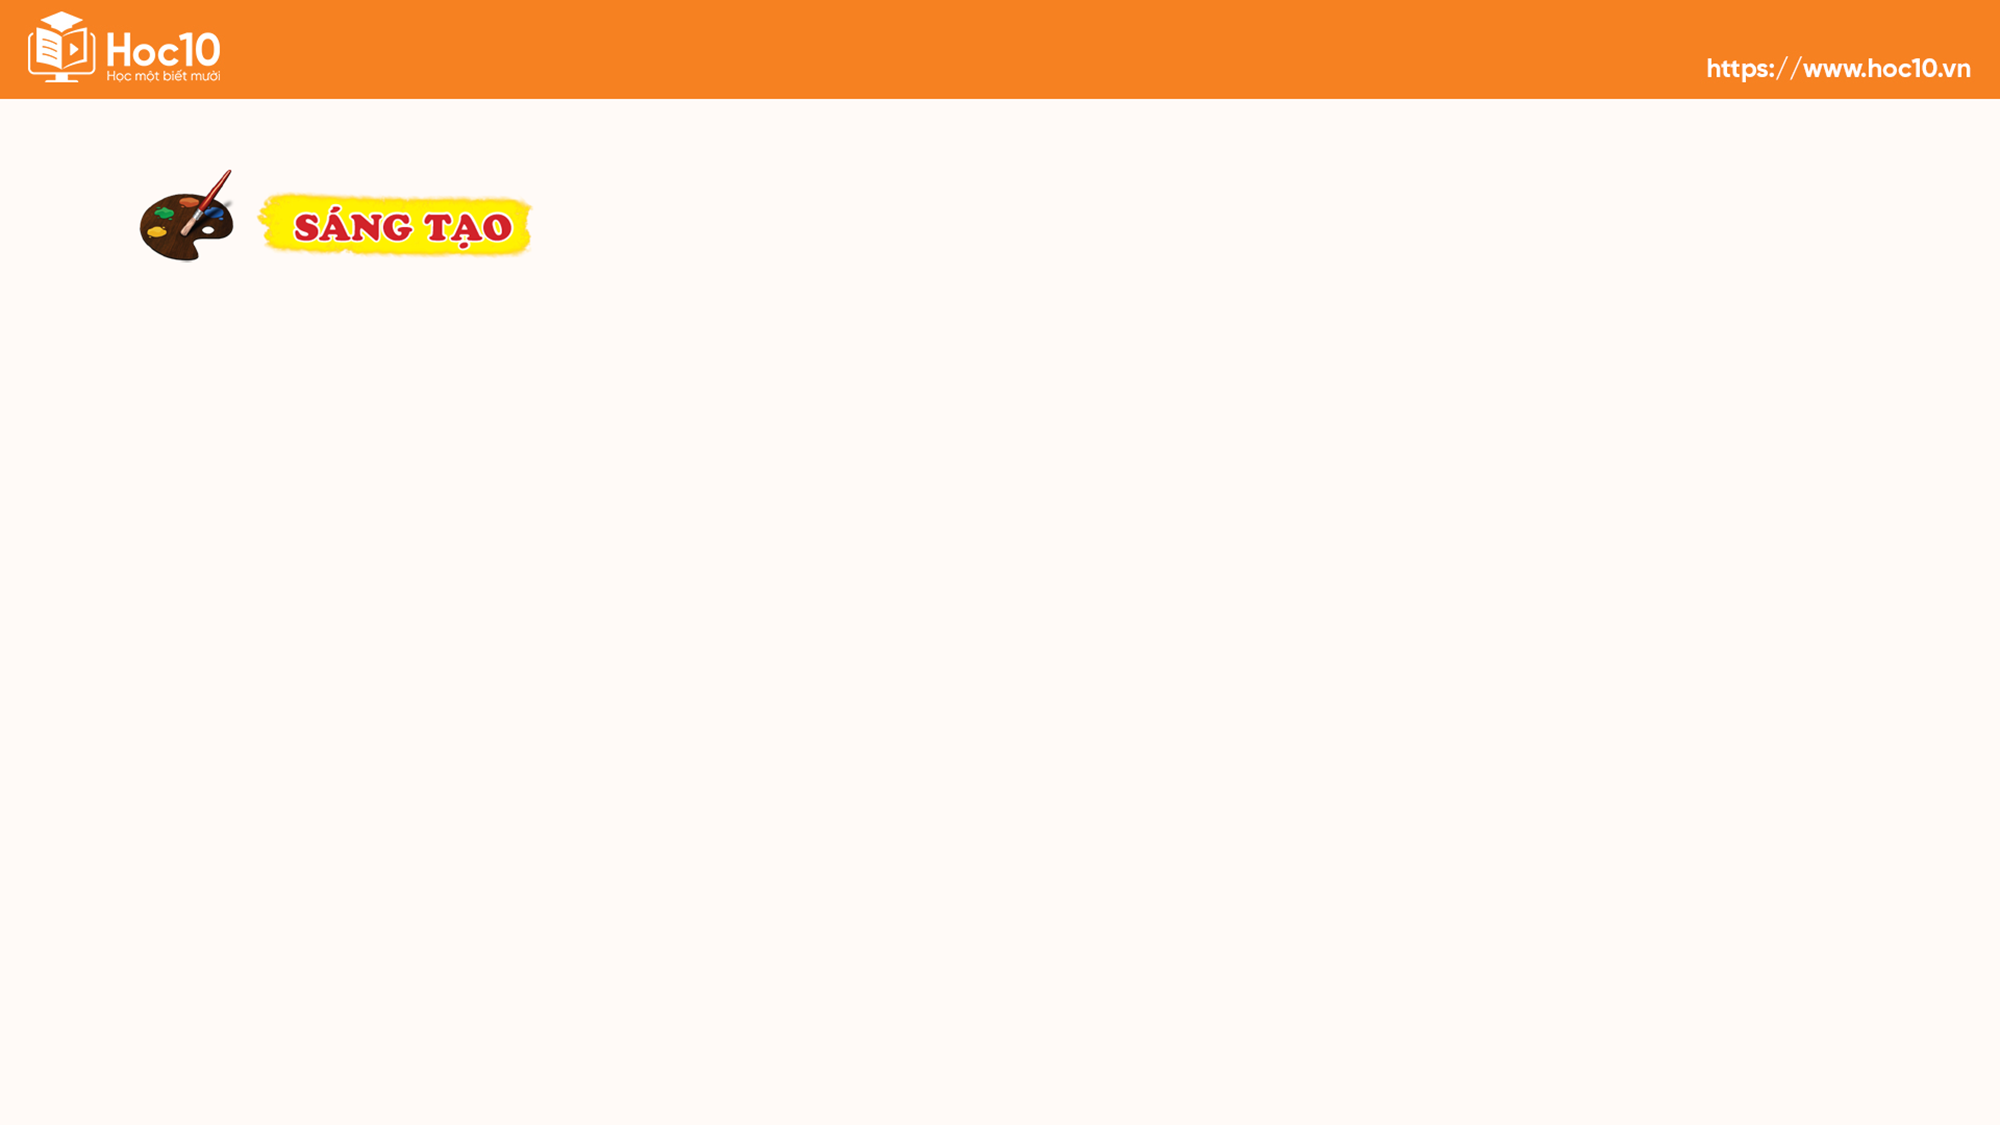 Hoc10
Học một biết mười
https://www.hoc10.vn
SÁNG TẠO